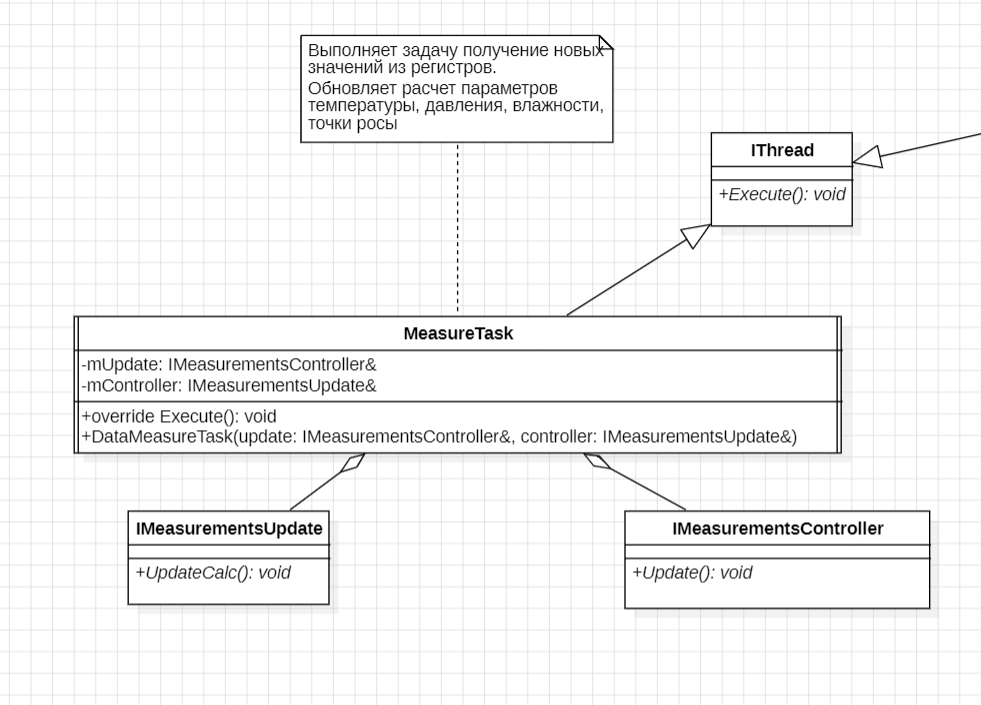 Выполняет задачу получение новых
значений из регистров.
Обновляет расчет параметров
температуры, давления, влажности,
точки росы
IThread
+Execute(): void
MeasureTask
-mUpdate: IMeasurementsController&
-mController: IMeasurementsUpdate&
+override Execute(): void
+DataMeasureTask(update: IMeasurementsController&, controller: IMeasurementsUpdate&)
IMeasurementsUpdate
+UpdateCalc(): void
IMeasurementsController
+Update(): void